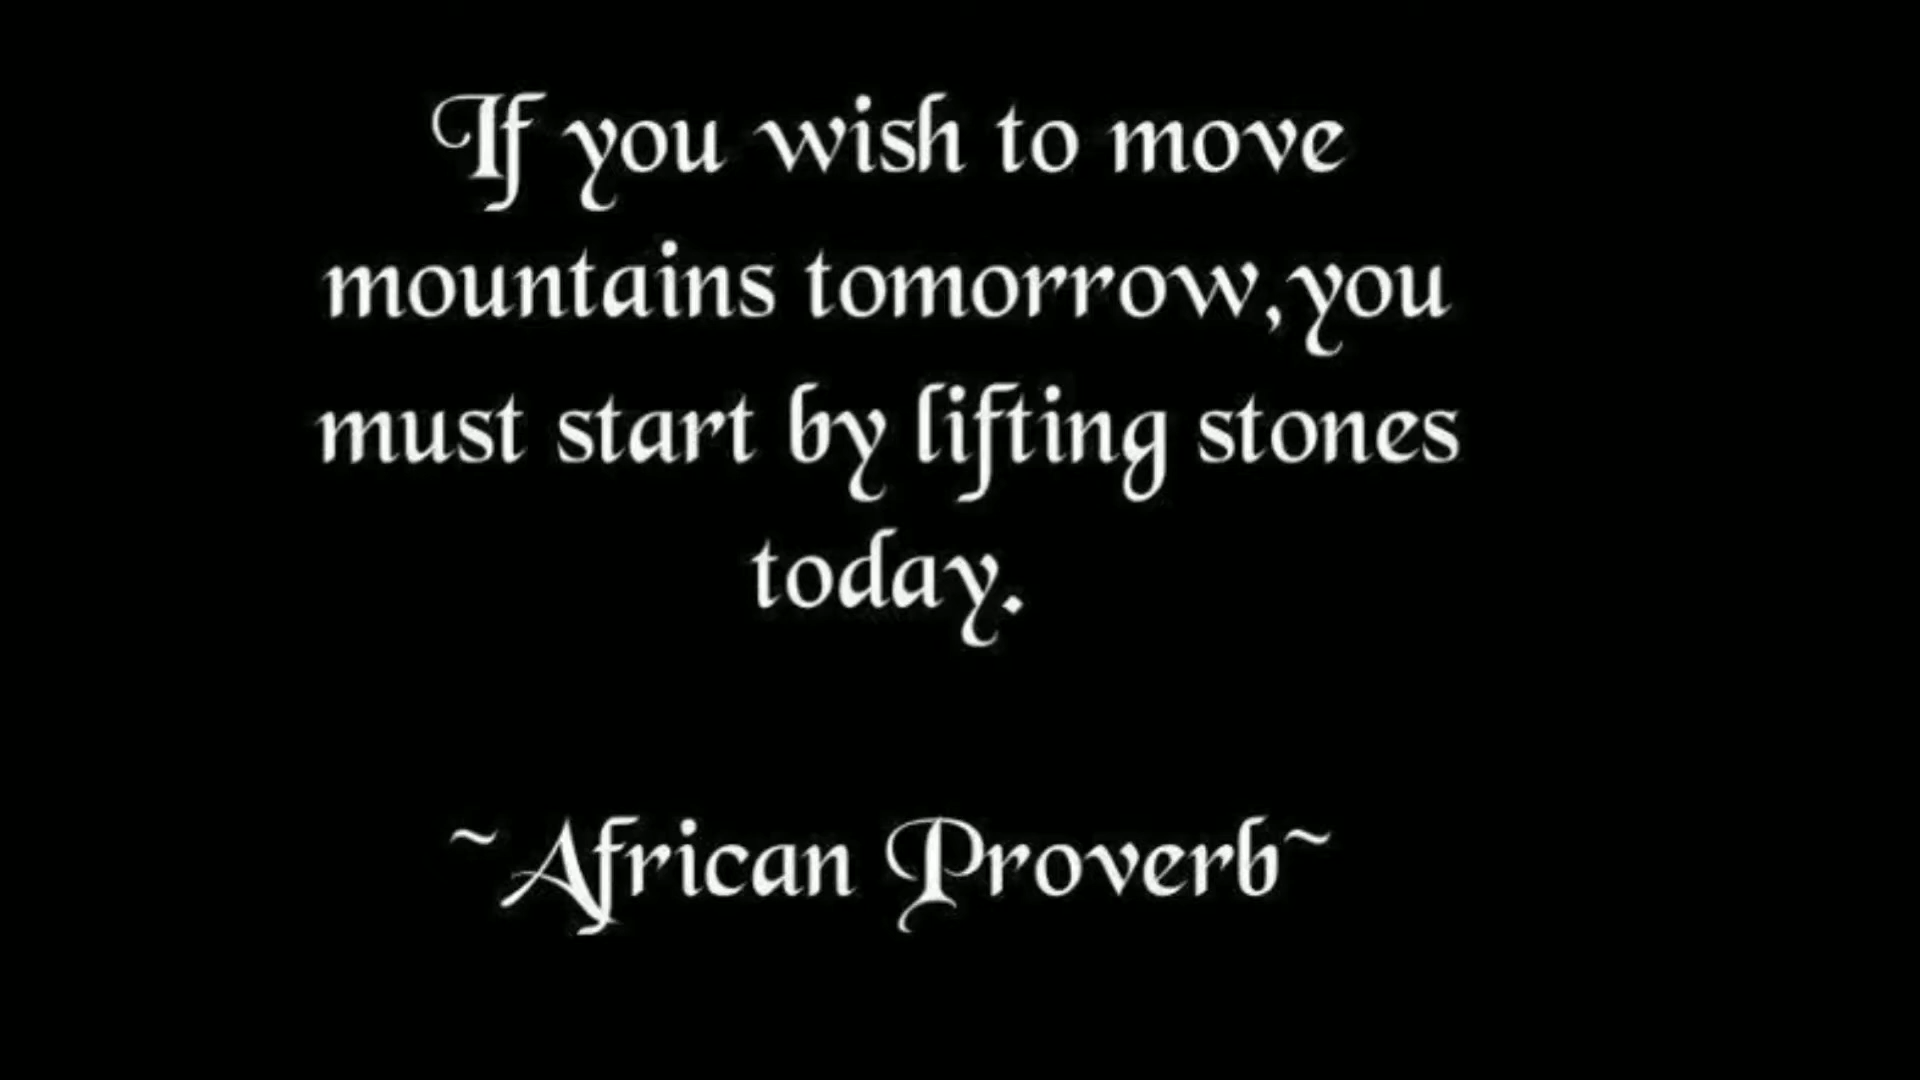 If you wish to move
mountains tomorrow,you
must start by lifting stones
today.
~African Proverb~